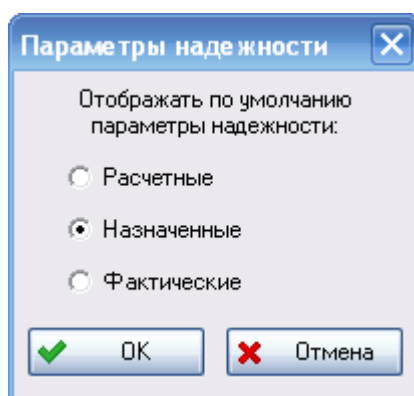 Параметры надежности
Отображать по умолчанию
параметры надежности:
Расчетные
Назначенные
Фактические
OK
Отмена